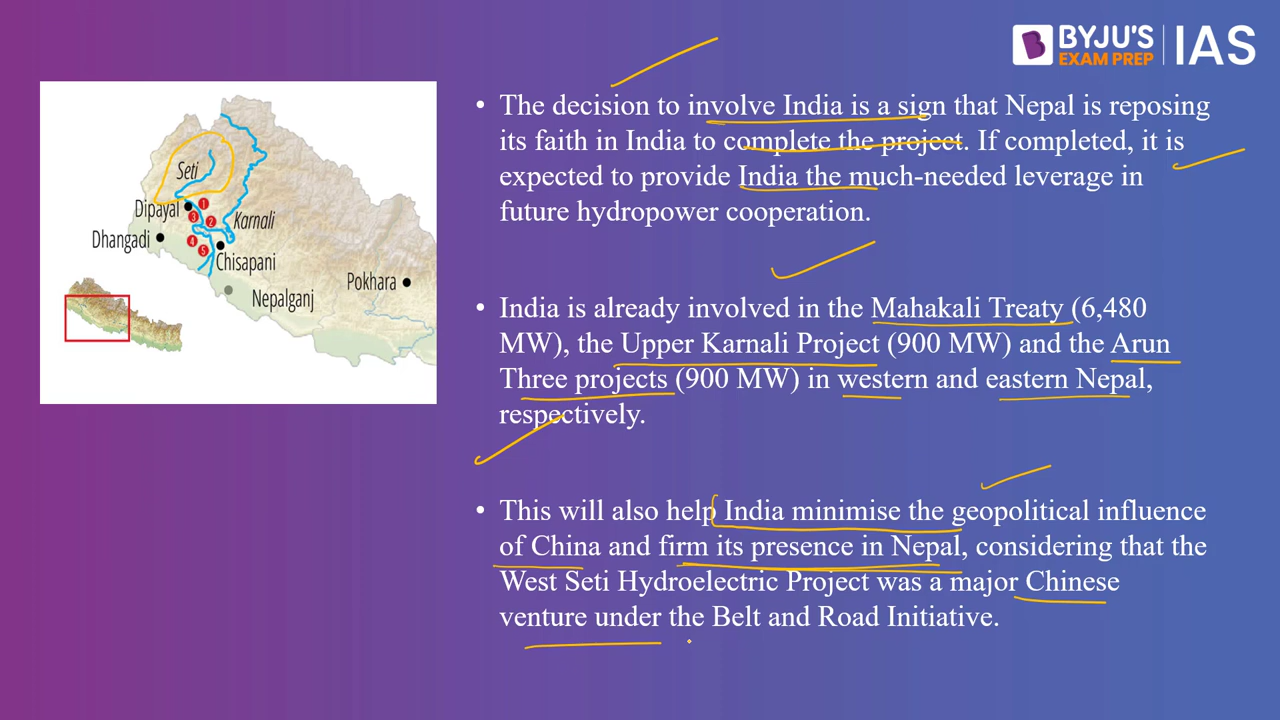 BYJU'S
EXAM PREP
IAS
• The decision to involve India is a sign that Nepal is reposing
its faith in India to complete the project. If completed, it is
expected to provide India the much-needed leverage in
future hydropower cooperation.
• India is already involved in the Mahakali Treaty (6,480
MW), the Upper Karnali Project (900 MW) and the Arun
Three projects (900 MW) in western and eastern Nepal,
respectively.
• This will also help India minimise the geopolitical influence
of China and firm its presence in Nepal, considering that the
West Seti Hydroelectric Project was a major Chinese
venture under the Belt and Road Initiative.
Seti
Dipayal
1
3
2
Karnali
Dhangadi
4
5
Chisapani
Pokhara
Nepalganj